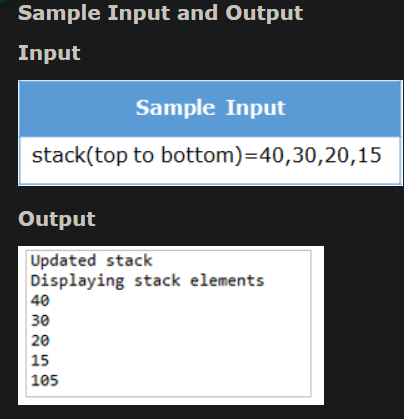 Sample Input and Output
Input
Sample Input
stack(top to bottom)=40,30,20,15
Output
Updated stack
Displaying stack elements
40
30
20
15
105